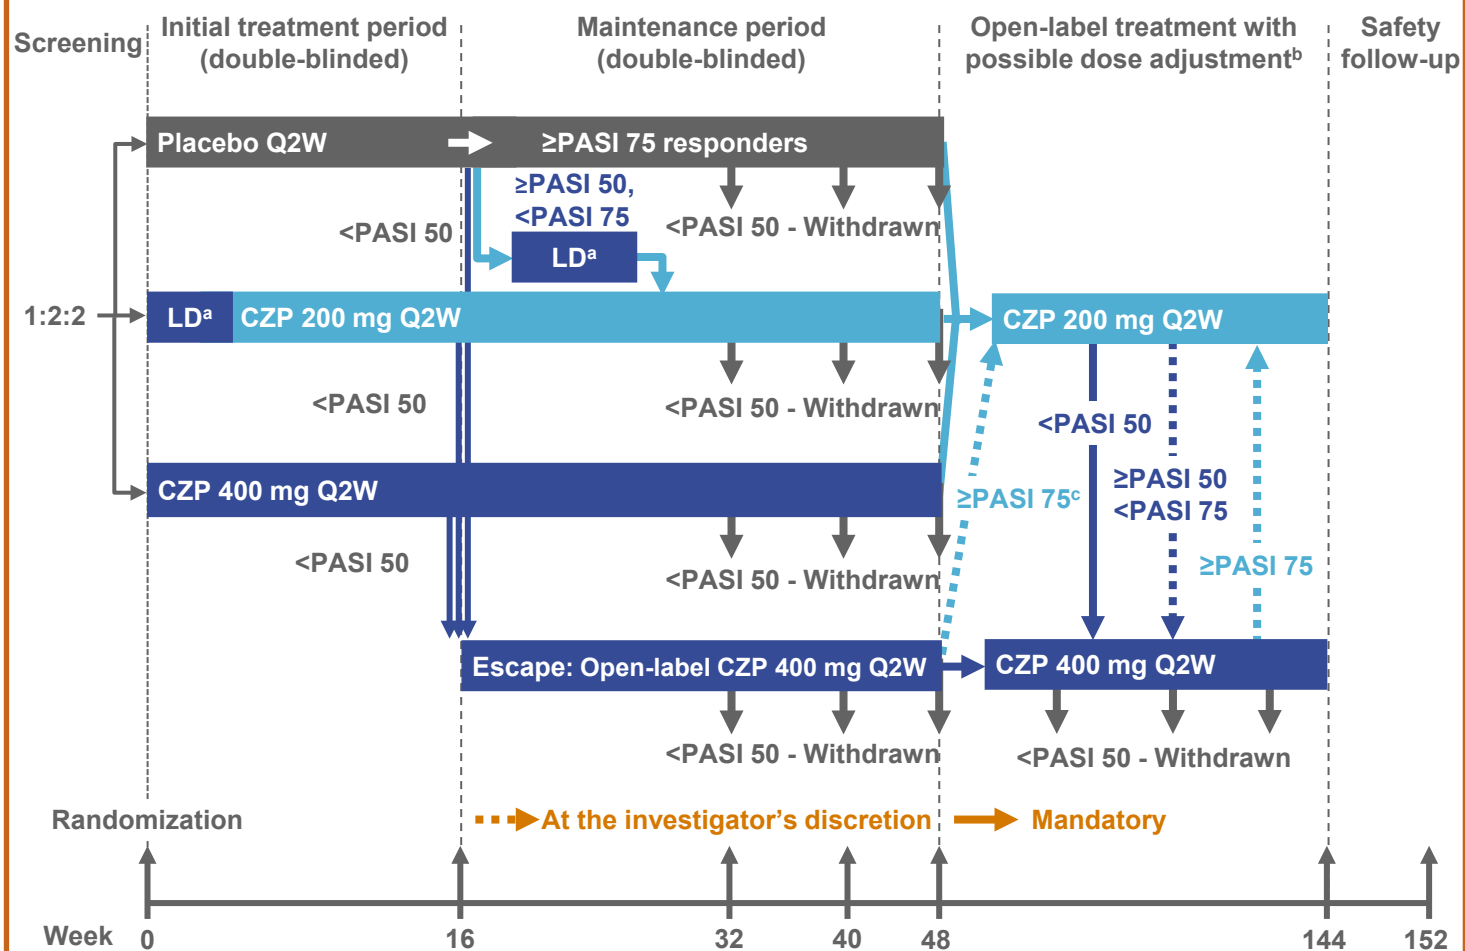 Screening
Initial treatment period
(double-blinded)
Maintenance period
(double-blinded)
Open-label treatment with
possible dose adjustmentᵇ
Safety
follow-up
Placebo Q2W
≥PASI 75 responders
≥PASI 50,
<PASI 75
<PASI 50
<PASI 50 - Withdrawn
LDᵃ
1:2:2
LDᵃ
CZP 200 mg Q2W
CZP 200 mg Q2W
<PASI 50
<PASI 50 - Withdrawn
<PASI 50
CZP 400 mg Q2W
≥PASI 75ᶜ
≥PASI 50
<PASI 75
<PASI 50
<PASI 50 - Withdrawn
≥PASI 75
Escape: Open-label CZP 400 mg Q2W
CZP 400 mg Q2W
<PASI 50 - Withdrawn
<PASI 50 - Withdrawn
Randomization
At the investigator's discretion
Mandatory
Week
0
16
32
40
48
144
152